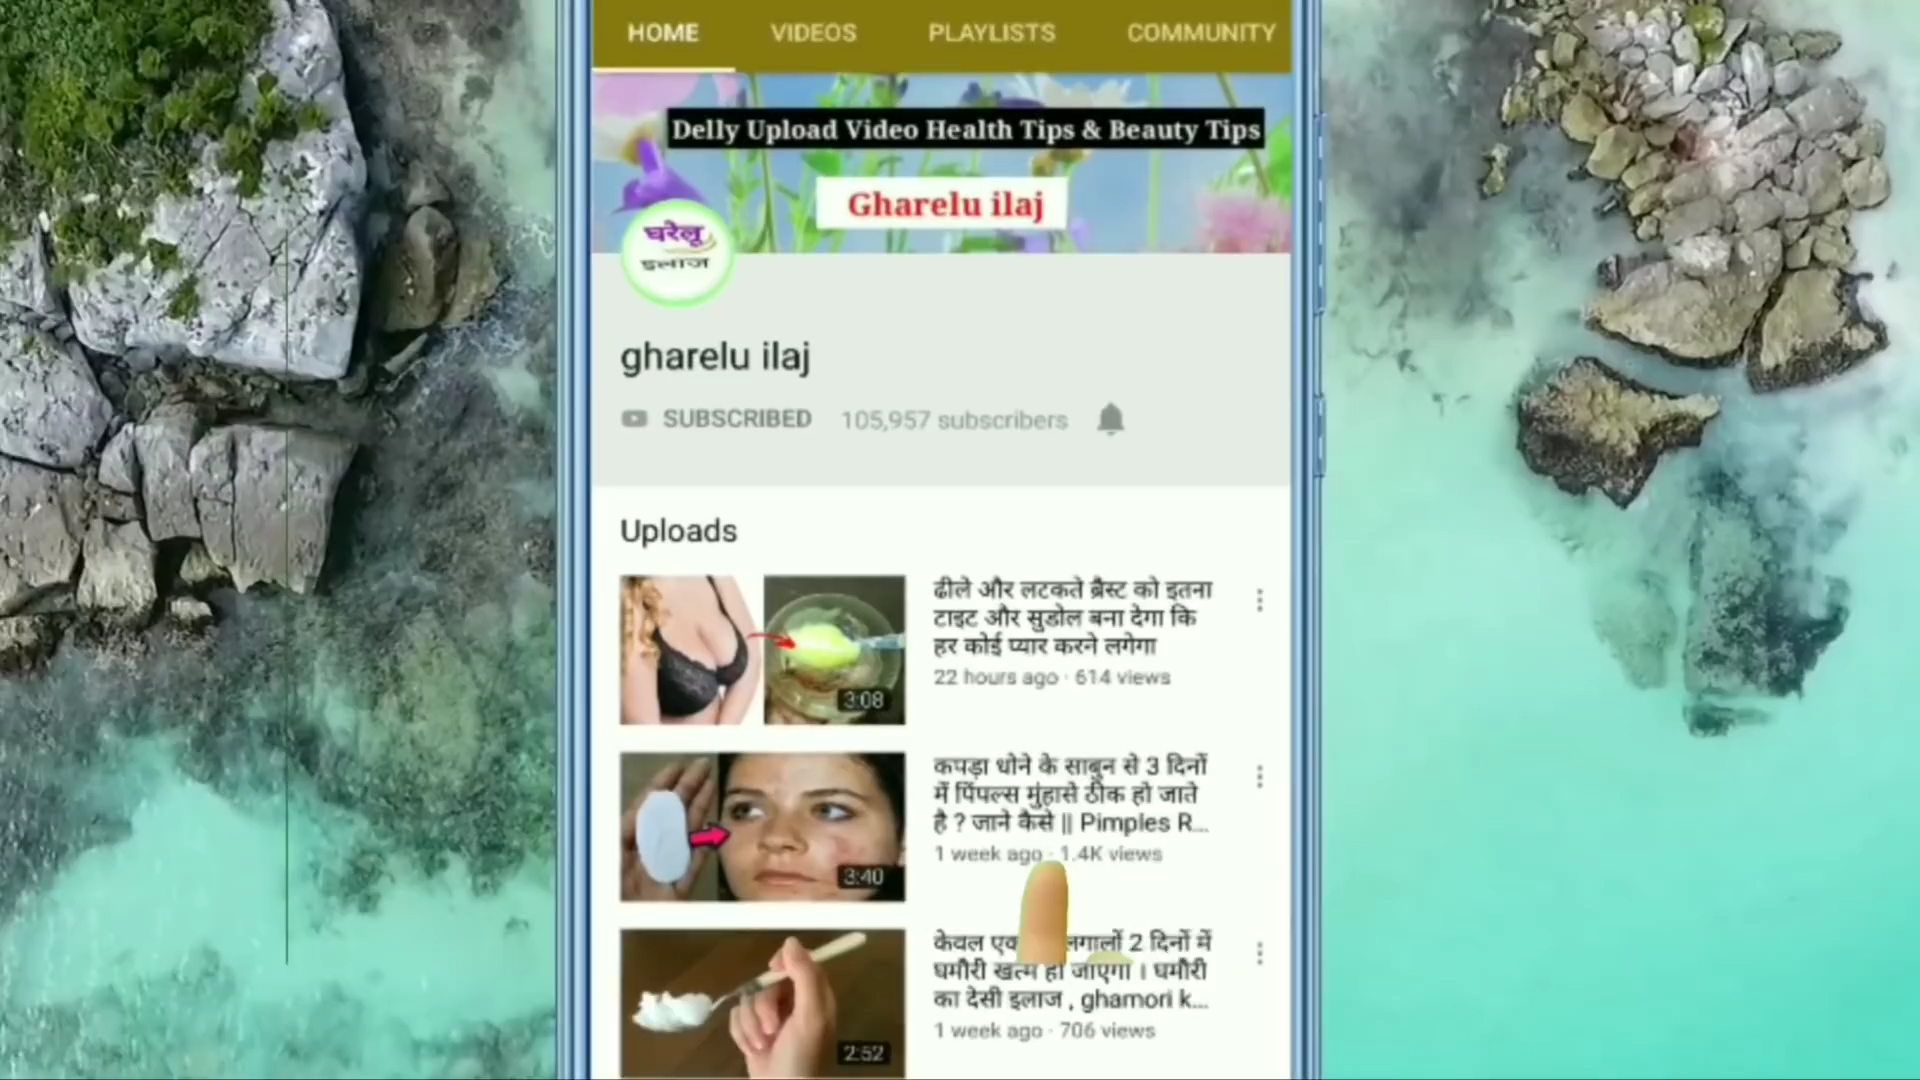 HOME VIDEOS PLAYLISTS COMMUNITY
Delly Upload Video Health Tips & Beauty Tips
Gharelu ilaj
घरेलू
इलाज
gharelu ilaj
SUBSCRIBED 105,957 subscribers
Uploads
ढीले और लटकते ब्रैस्ट को इतना
टाइट और सुडोल बना देगा कि
हर कोई प्यार करने लगेगा
22 hours ago · 614 views
3:08
कपड़ा धोने के साबुन से 3 दिनों
में पिंपल्स मुंहासे ठीक हो जाते
है ? जाने कैसे || Pimples R...
1 week ago · 1.4K views
3:40
केवल लगालों 2 दिनों में
घमौरी खत्म हो जाएगा । घमौरी
का देसी इलाज , ghamori k...
1 week ago · 706 views
2:52